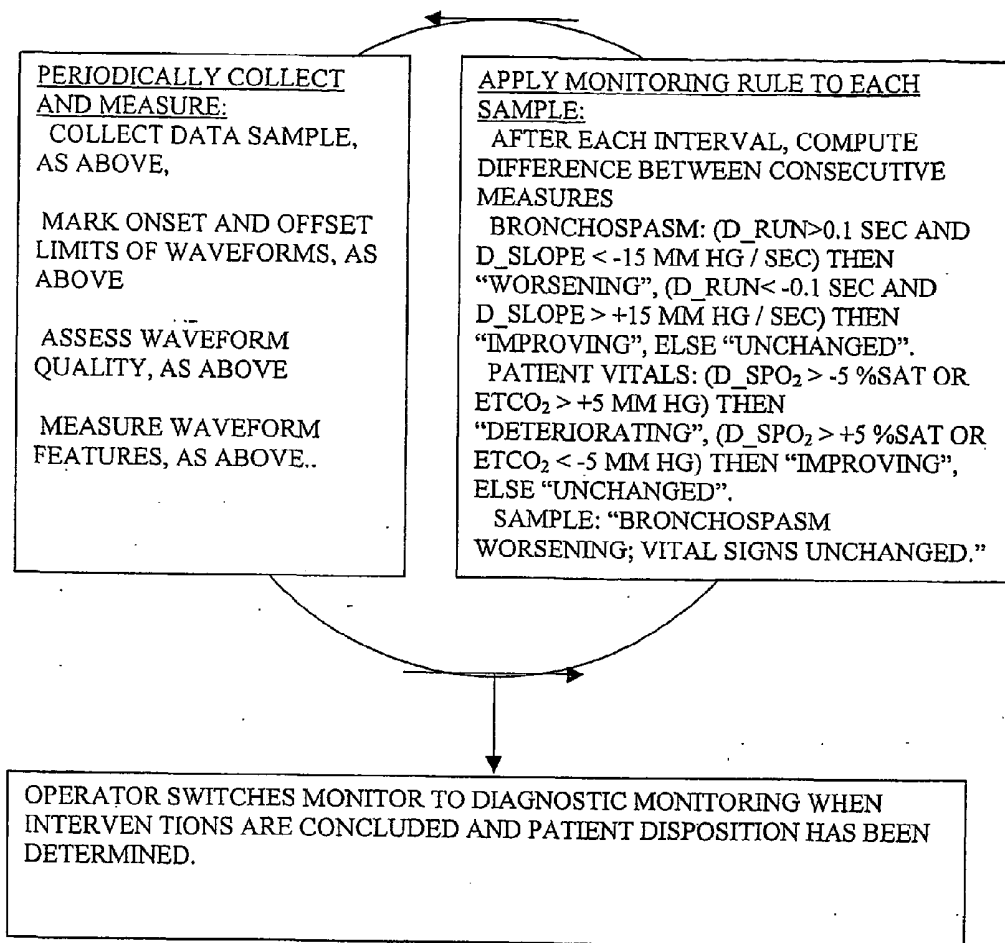 PERIODICALLY COLLECT
AND MEASURE:
COLLECT DATA SAMPLE,
AS ABOVE,
MARK ONSET AND OFFSET
LIMITS OF WAVEFORMS, AS
ABOVE
ASSESS WAVEFORM
QUALITY, AS ABOVE
MEASURE WAVEFORM
FEATURES, AS ABOVE..
APPLY MONITORING RULE TO EACH
SAMPLE:
AFTER EACH INTERVAL, COMPUTE
DIFFERENCE BETWEEN CONSECUTIVE
MEASURES
BRONCHOSPASM: (D_RUN>0.1 SEC AND
D_SLOPE < -15 MM HG / SEC) THEN
“WORSENING”, (D_RUN< -0.1 SEC AND
D_SLOPE > +15 MM HG / SEC) THEN
“IMPROVING”, ELSE “UNCHANGED”.
PATIENT VITALS: (D_SPO₂ > -5 %SAT OR
ETCO₂ > +5 MM HG) THEN
“DETERIORATING”, (D_SPO₂ > +5 %SAT OR
ETCO₂ < -5 MM HG) THEN “IMPROVING”,
ELSE “UNCHANGED”.
SAMPLE: “BRONCHOSPASM
WORSENING; VITAL SIGNS UNCHANGED.”
OPERATOR SWITCHES MONITOR TO DIAGNOSTIC MONITORING WHEN
INTERVEN TIONS ARE CONCLUDED AND PATIENT DISPOSITION HAS BEEN
DETERMINED.